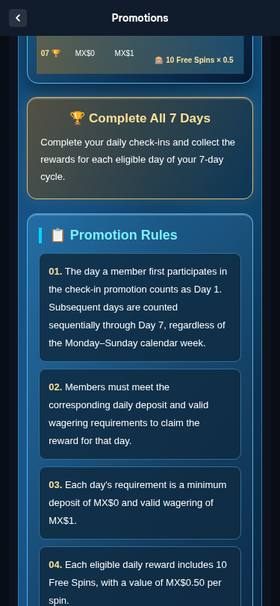 Promotions
07 🏆 MX$0 MX$1
🎰 10 Free Spins × 0.5
🏆 Complete All 7 Days
Complete your daily check-ins and collect the
rewards for each eligible day of your 7-day
cycle.
📋 Promotion Rules
01. The day a member first participates in
the check-in promotion counts as Day 1.
Subsequent days are counted
sequentially through Day 7, regardless of
the Monday–Sunday calendar week.
02. Members must meet the
corresponding daily deposit and valid
wagering requirements to claim the
reward for that day.
03. Each day's requirement is a minimum
deposit of MX$0 and valid wagering of
MX$1.
04. Each eligible daily reward includes 10
Free Spins, with a value of MX$0.50 per
spin.